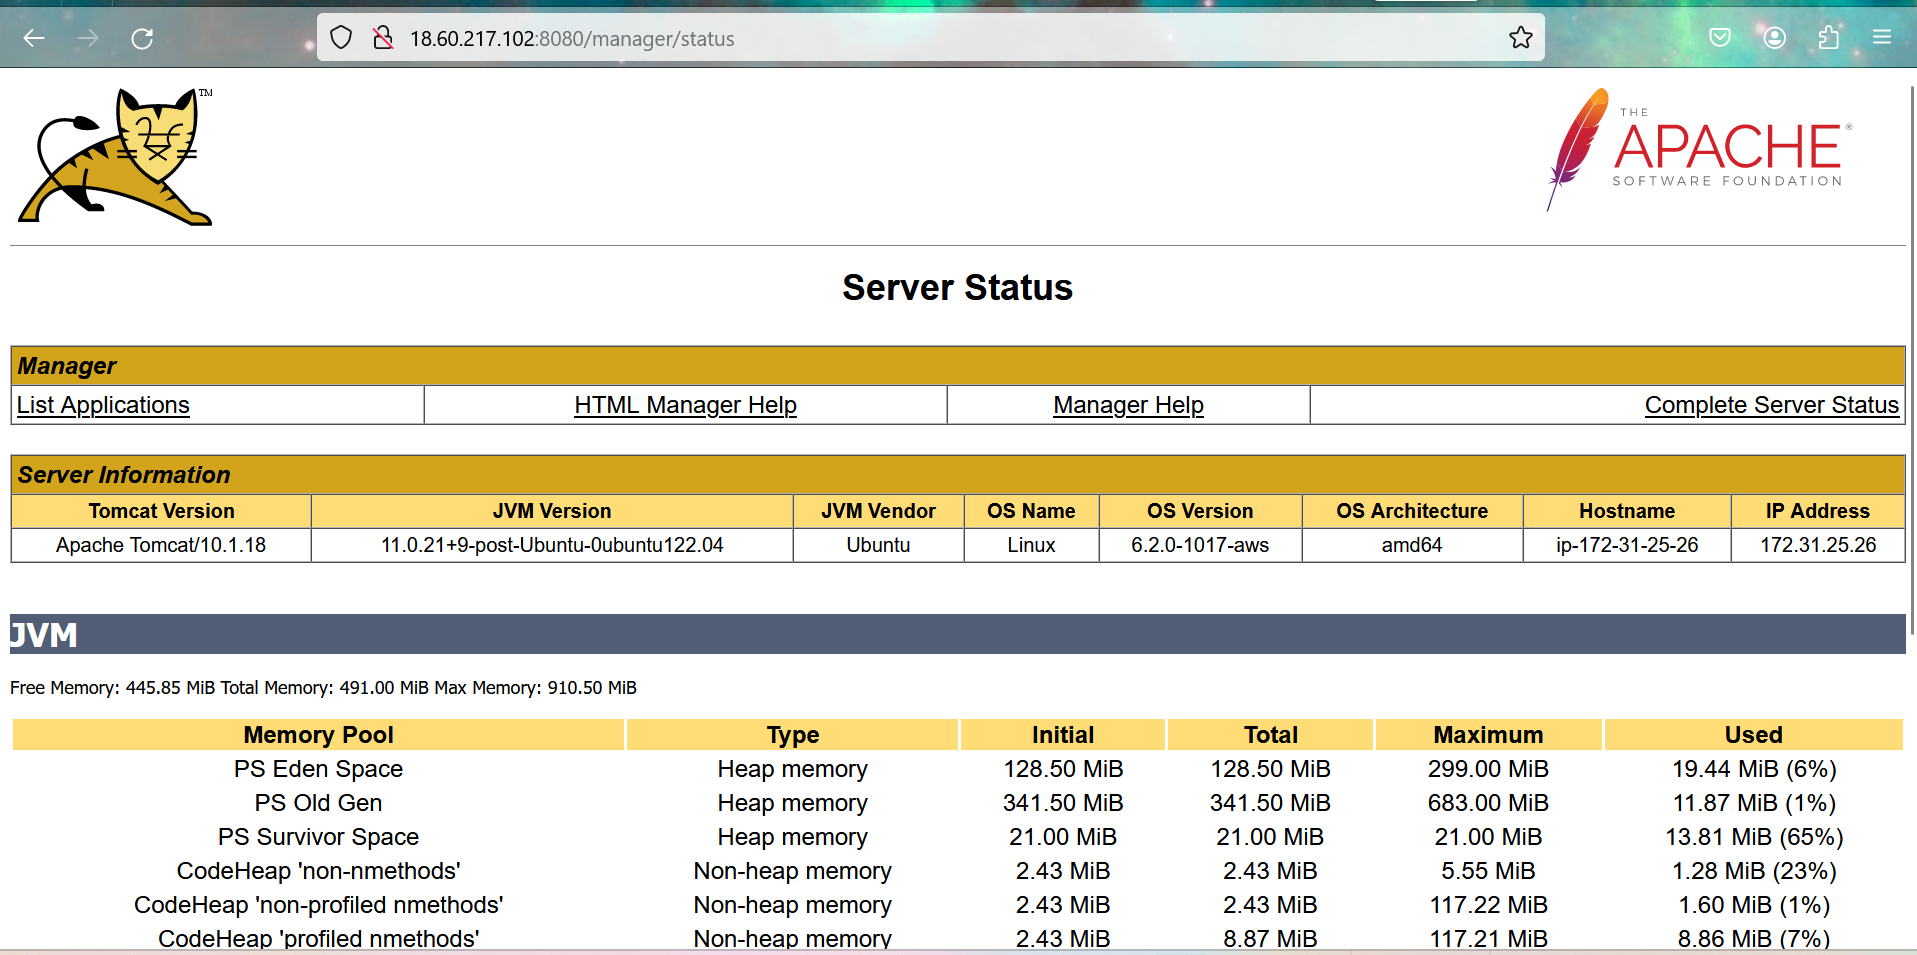 18.60.217.102:8080/manager/status
TM
THE
APACHE®
SOFTWARE FOUNDATION
Server Status
Manager
List Applications HTML Manager Help Manager Help Complete Server Status
Server Information
Tomcat Version JVM Version JVM Vendor OS Name OS Version OS Architecture Hostname IP Address
Apache Tomcat/10.1.18 11.0.21+9-post-Ubuntu-0ubuntu122.04 Ubuntu Linux 6.2.0-1017-aws amd64 ip-172-31-25-26 172.31.25.26
JVM
Free Memory: 445.85 MiB Total Memory: 491.00 MiB Max Memory: 910.50 MiB
Memory Pool Type Initial Total Maximum Used
PS Eden Space Heap memory 128.50 MiB 128.50 MiB 299.00 MiB 19.44 MiB (6%)
PS Old Gen Heap memory 341.50 MiB 341.50 MiB 683.00 MiB 11.87 MiB (1%)
PS Survivor Space Heap memory 21.00 MiB 21.00 MiB 21.00 MiB 13.81 MiB (65%)
CodeHeap 'non-nmethods' Non-heap memory 2.43 MiB 2.43 MiB 5.55 MiB 1.28 MiB (23%)
CodeHeap 'non-profiled nmethods' Non-heap memory 2.43 MiB 2.43 MiB 117.22 MiB 1.60 MiB (1%)
CodeHeap 'profiled nmethods' Non-heap memory 2.43 MiB 8.87 MiB 117.21 MiB 8.86 MiB (7%)